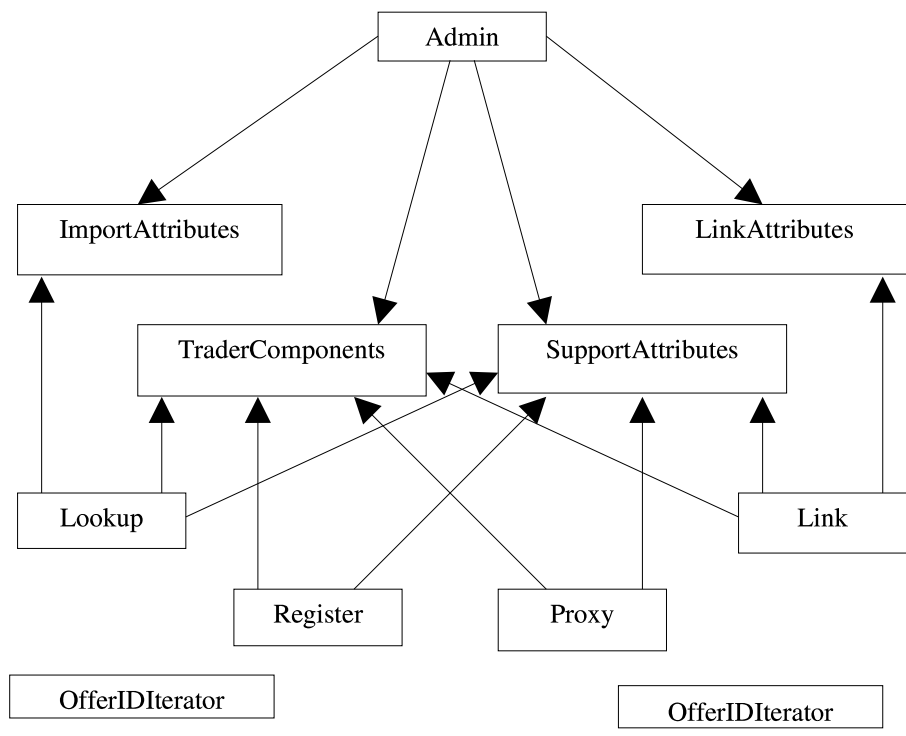 Admin
ImportAttributes
LinkAttributes
TraderComponents
SupportAttributes
Lookup
Link
Register
Proxy
OfferIDIterator
OfferIDIterator